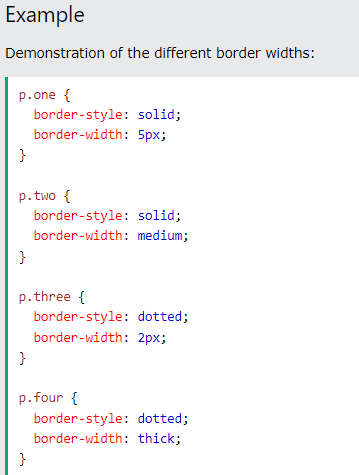 Example
Demonstration of the different border widths:
p.one {
  border-style: solid;
  border-width: 5px;
}

p.two {
  border-style: solid;
  border-width: medium;
}

p.three {
  border-style: dotted;
  border-width: 2px;
}

p.four {
  border-style: dotted;
  border-width: thick;
}